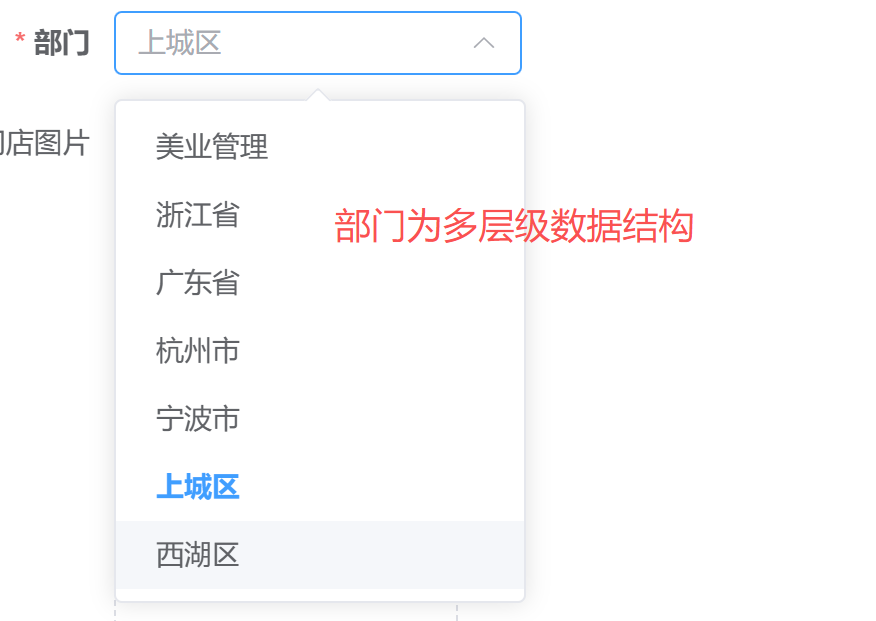 * 部门
上城区
店图片
美业管理
浙江省
部门为多层级数据结构
广东省
杭州市
宁波市
上城区
西湖区